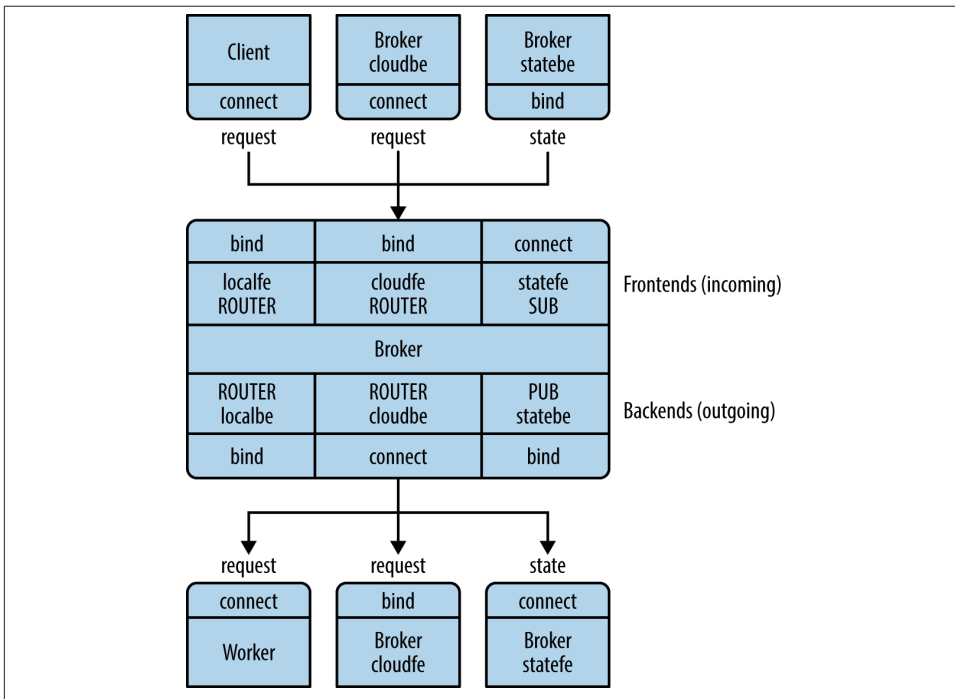 Client
Broker
cloudbe
Broker
statebe
connect
connect
bind
request
request
state
bind
bind
connect
localfe
ROUTER
cloudfe
ROUTER
statefe
SUB
Frontends (incoming)
Broker
ROUTER
localbe
ROUTER
cloudbe
PUB
statebe
Backends (outgoing)
bind
connect
bind
request
request
state
connect
bind
connect
Worker
Broker
cloudfe
Broker
statefe